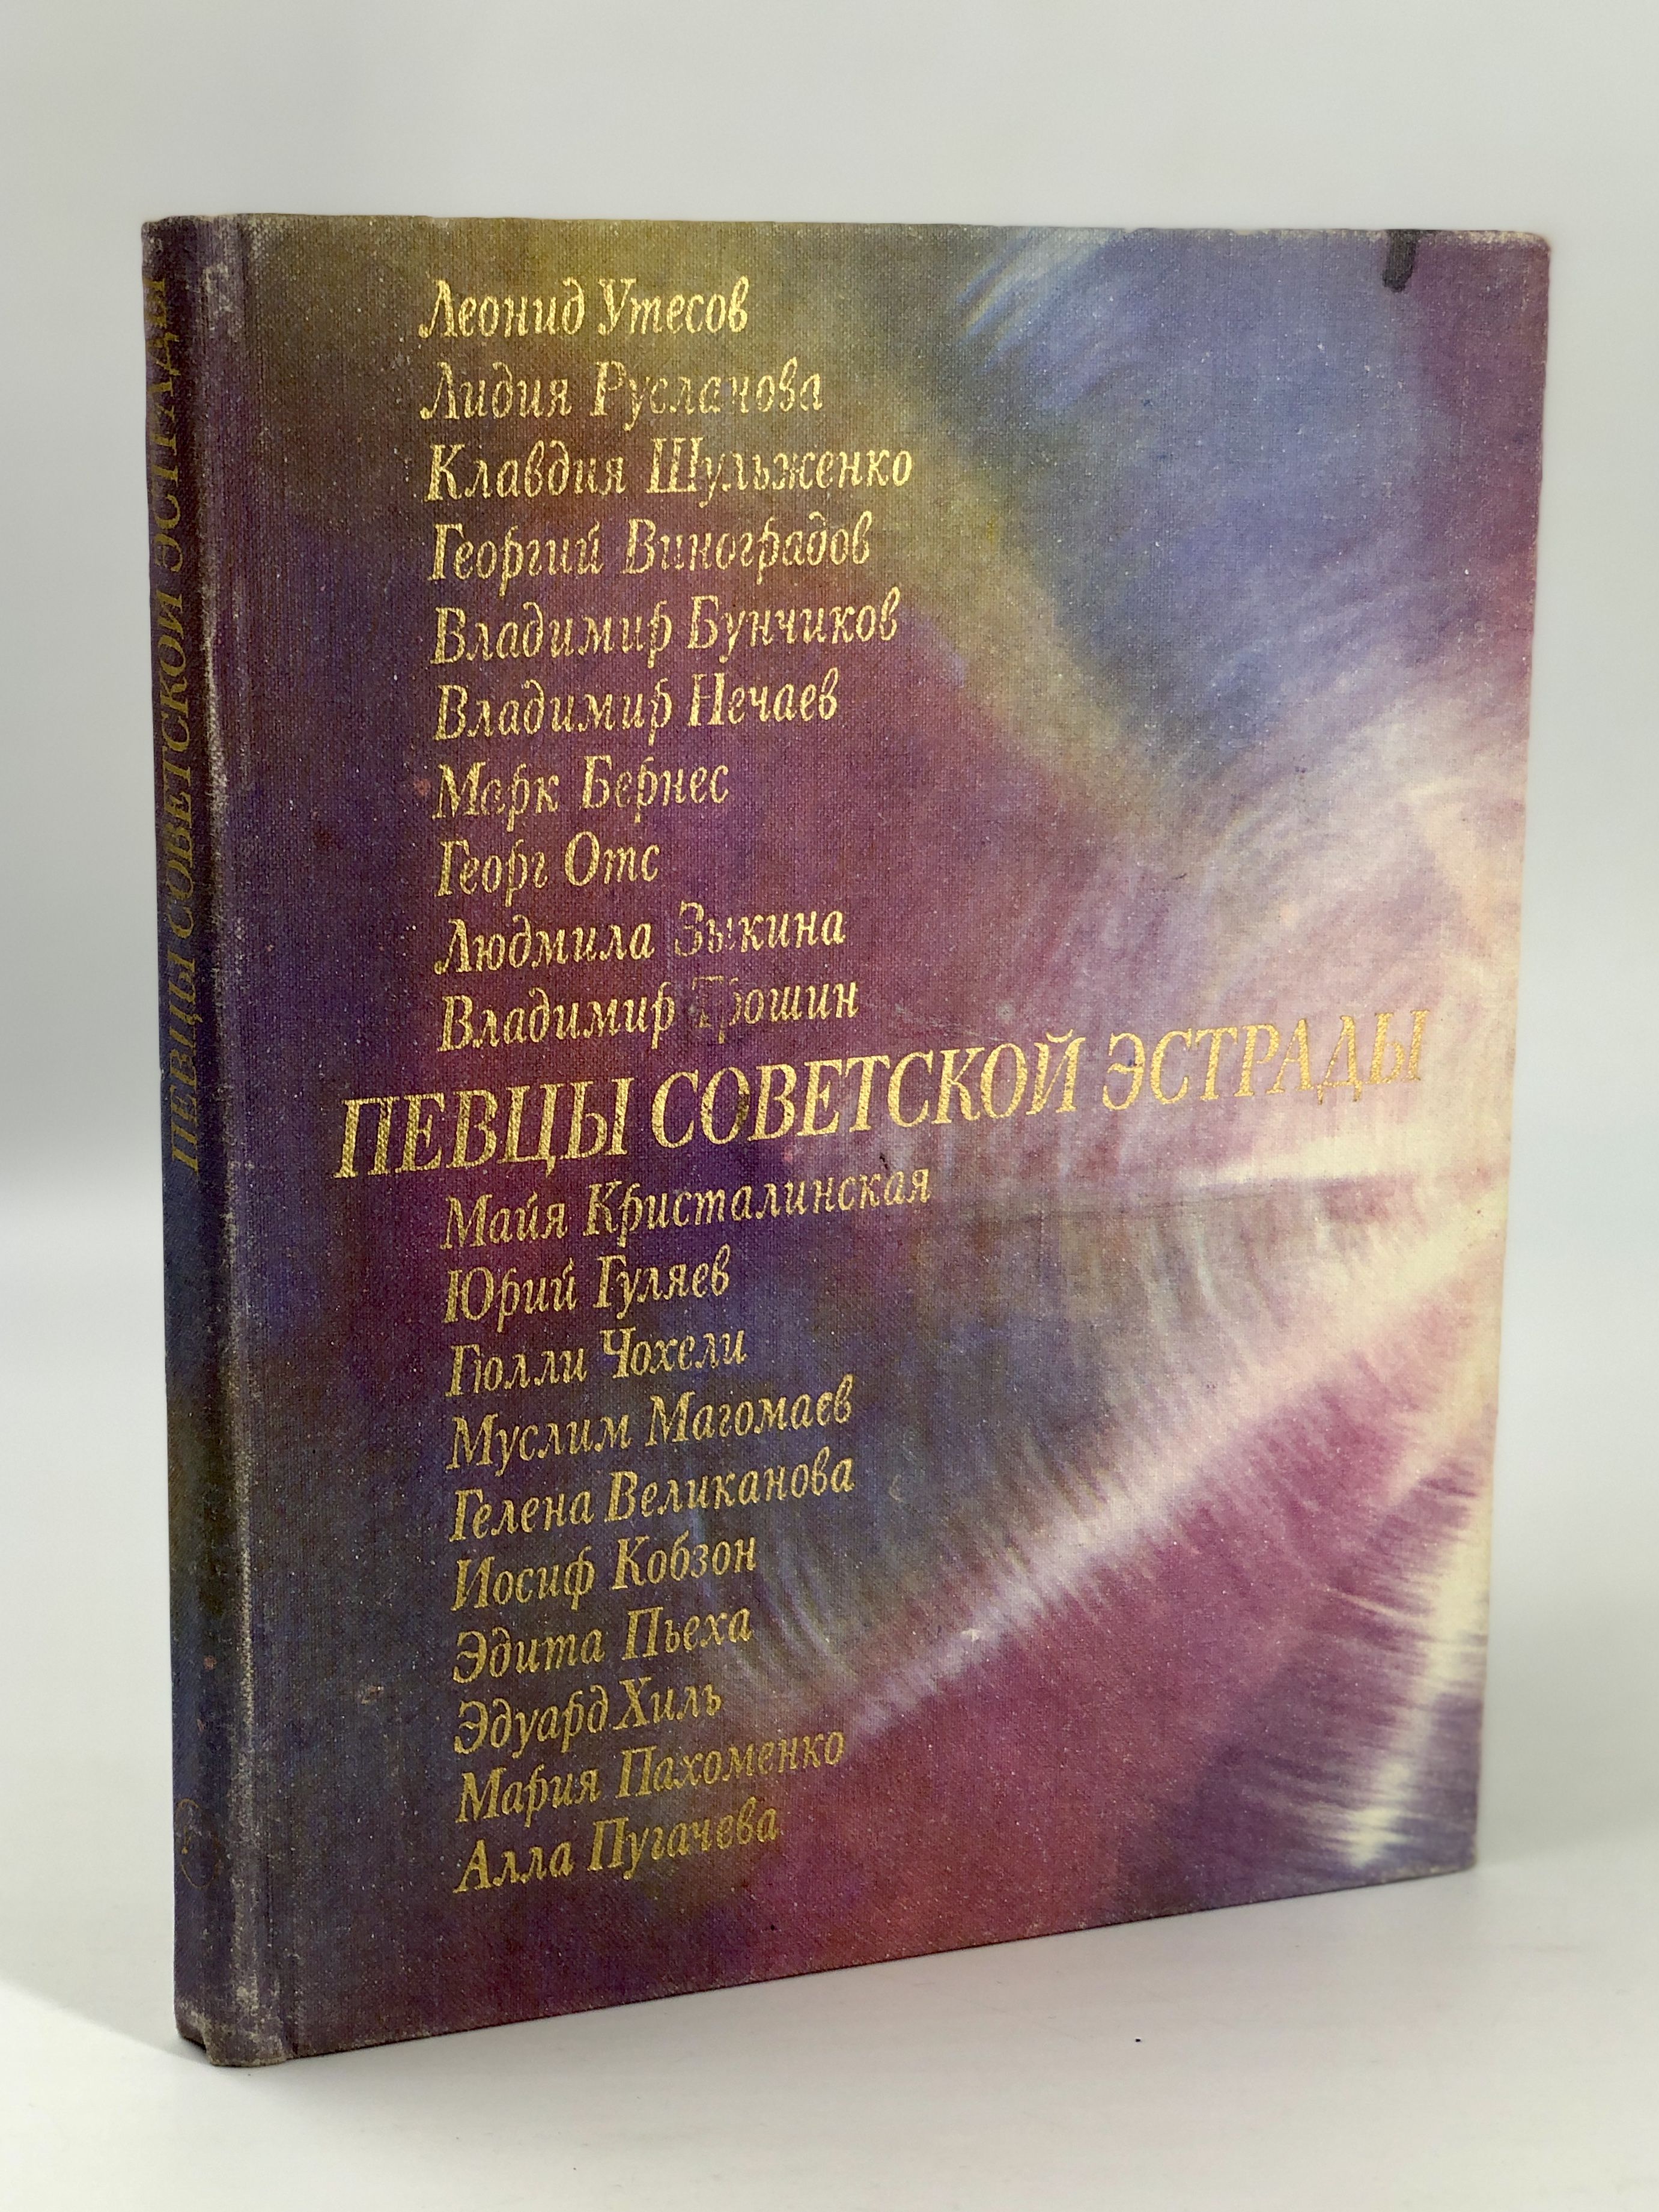 ПЕВЦЫ СОВЕТСКОЙ ЭСТРАДЫ
Леонид Утесов
Лидия Русланова
Клавдия Шульженко
Георгий Виноградов
Владимир Бунчиков
Владимир Нечаев
Марк Бернес
Георг Отс
Людмила Зыкина
Владимир Трошин
ПЕВЦЫ СОВЕТСКОЙ ЭСТРАДЫ
Майя Кристалинская
Юрий Гуляев
Гюлли Чохели
Муслим Магомаев
Гелена Великанова
Иосиф Кобзон
Эдита Пьеха
Эдуард Хиль
Мария Пахоменко
Алла Пугачева